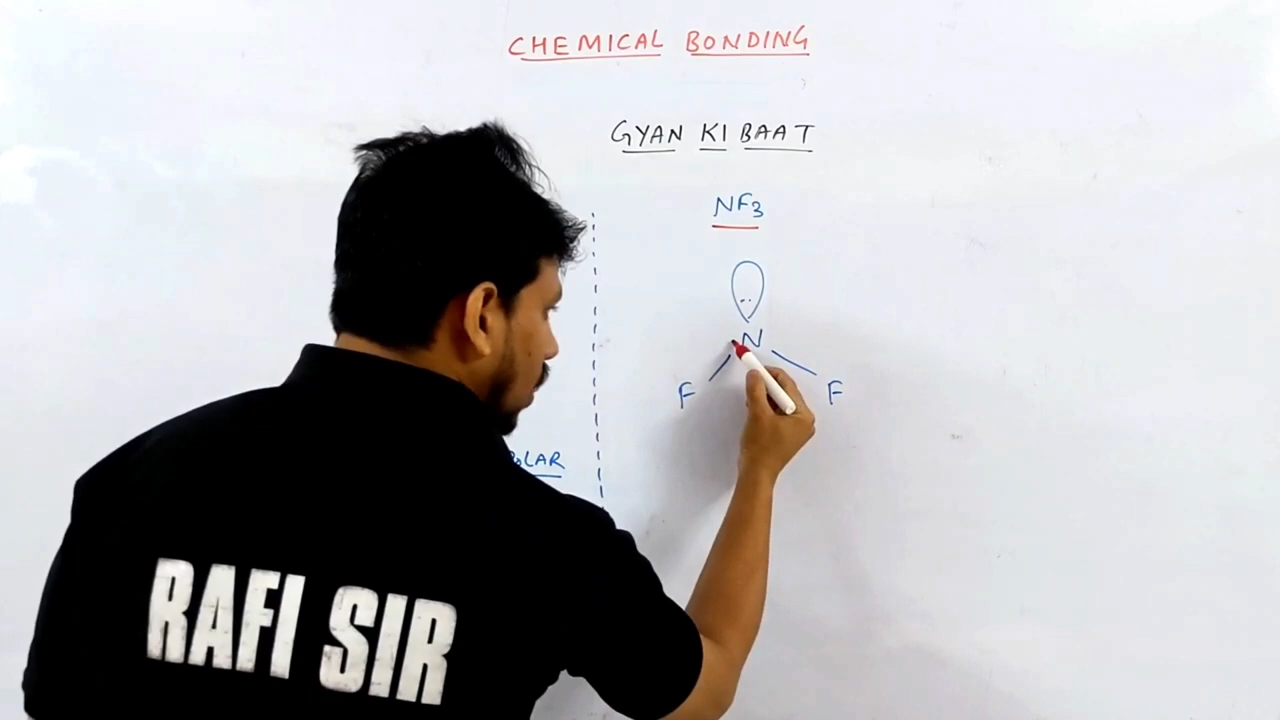 CHEMICAL BONDING
GYAN KI BAAT
NF3
N
F F
RAFI SIR